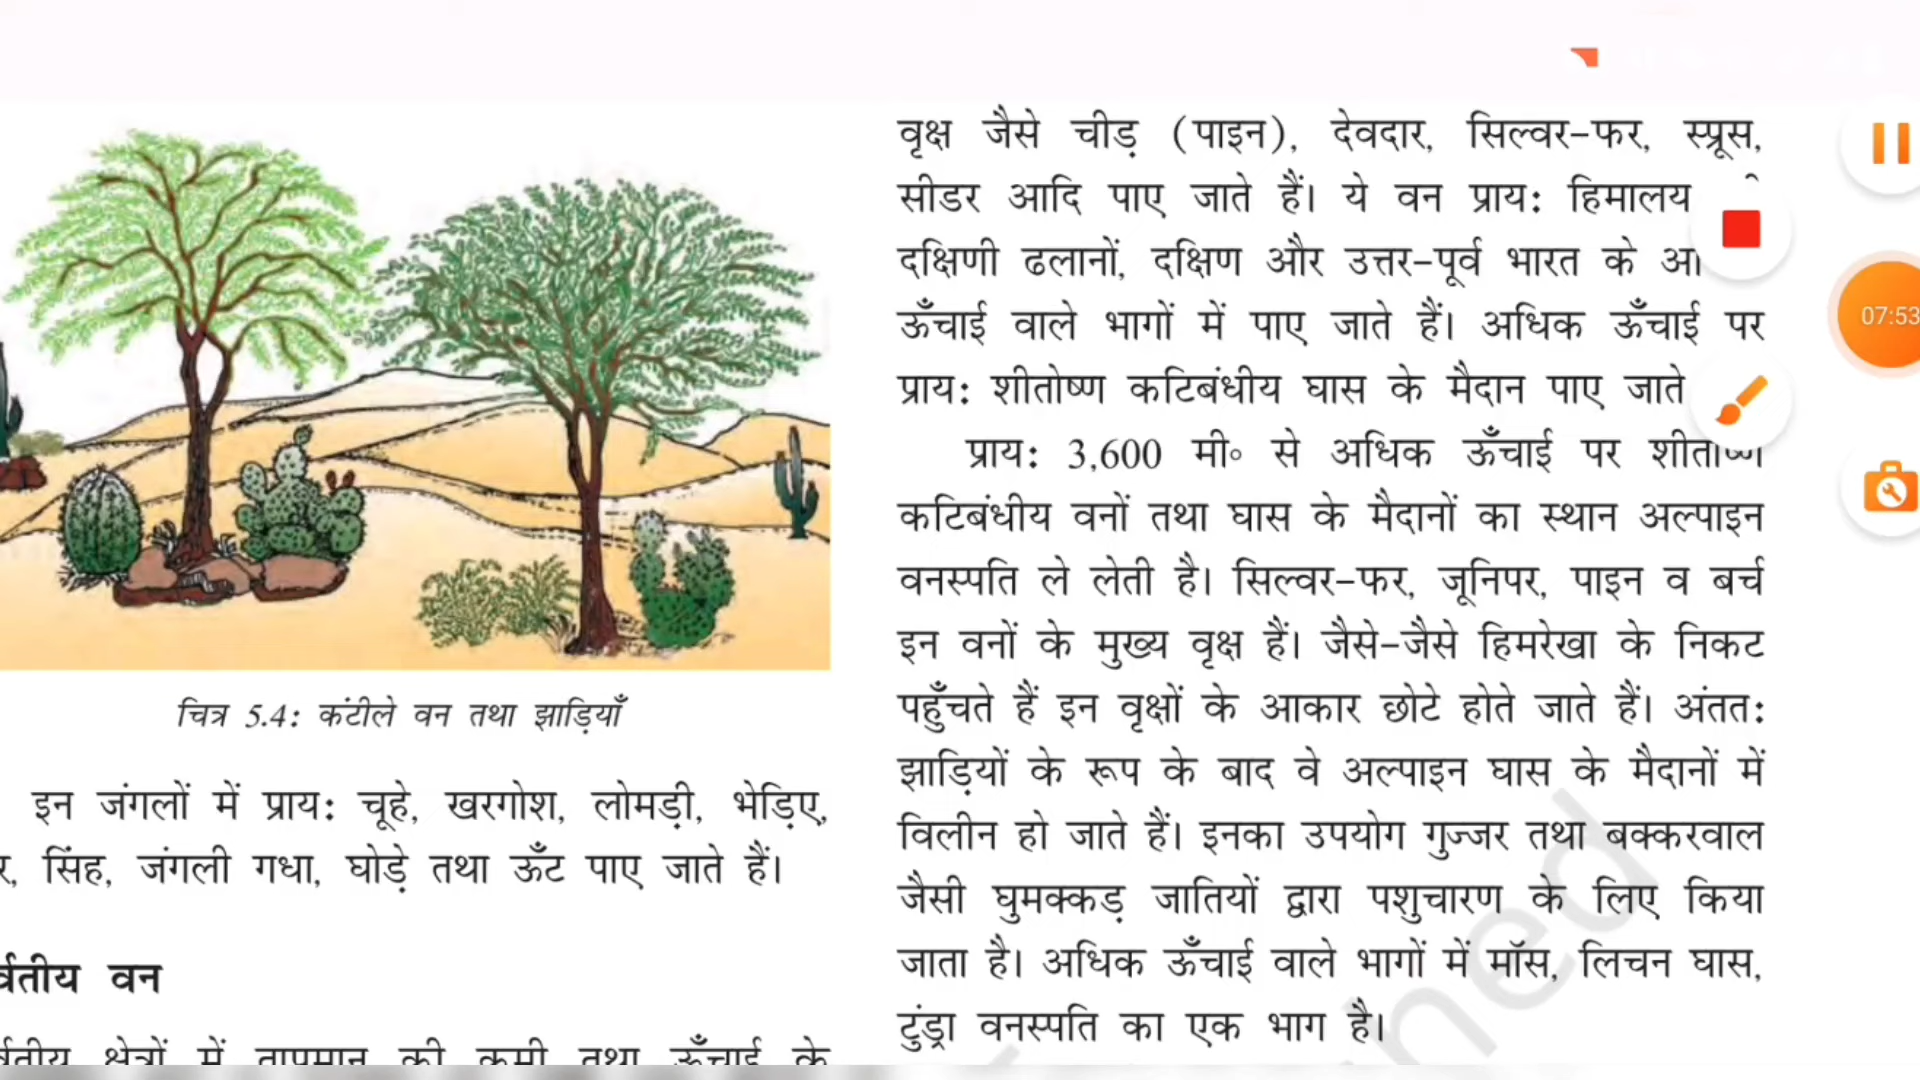 चित्र 5.4: कंटीले वन तथा झाड़ियाँ
इन जंगलों में प्राय: चूहे, खरगोश, लोमड़ी, भेड़िए,
सिंह, जंगली गधा, घोड़े तथा ऊँट पाए जाते हैं।
वन
क्षेत्रों में तापमान की कमी तथा ऊँचाई के
वृक्ष जैसे चीड़ (पाइन), देवदार, सिल्वर-फर, स्प्रूस,
सीडर आदि पाए जाते हैं। ये वन प्राय: हिमालय
दक्षिणी ढलानों, दक्षिण और उत्तर-पूर्व भारत के
ऊँचाई वाले भागों में पाए जाते हैं। अधिक ऊँचाई पर
प्राय: शीतोष्ण कटिबंधीय घास के मैदान पाए जाते
प्राय: 3,600 मी॰ से अधिक ऊँचाई पर शीतोष्ण
कटिबंधीय वनों तथा घास के मैदानों का स्थान अल्पाइन
वनस्पति ले लेती है। सिल्वर-फर, जूनिपर, पाइन व बर्च
इन वनों के मुख्य वृक्ष हैं। जैसे-जैसे हिमरेखा के निकट
पहुँचते हैं इन वृक्षों के आकार छोटे होते जाते हैं। अंतत:
झाड़ियों के रूप के बाद वे अल्पाइन घास के मैदानों में
विलीन हो जाते हैं। इनका उपयोग गुज्जर तथा बक्करवाल
जैसी घुमक्कड़ जातियों द्वारा पशुचारण के लिए किया
जाता है। अधिक ऊँचाई वाले भागों में मॉस, लिचन घास,
टुंड्रा वनस्पति का एक भाग है।
07:53